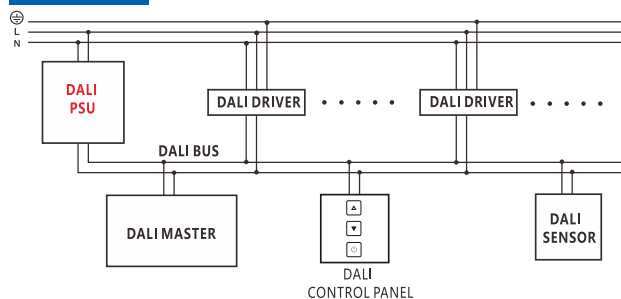 L
N
DALI
PSU
DALI DRIVER
DALI DRIVER
DALI BUS
DALI MASTER
DALI
SENSOR
DALI
CONTROL PANEL